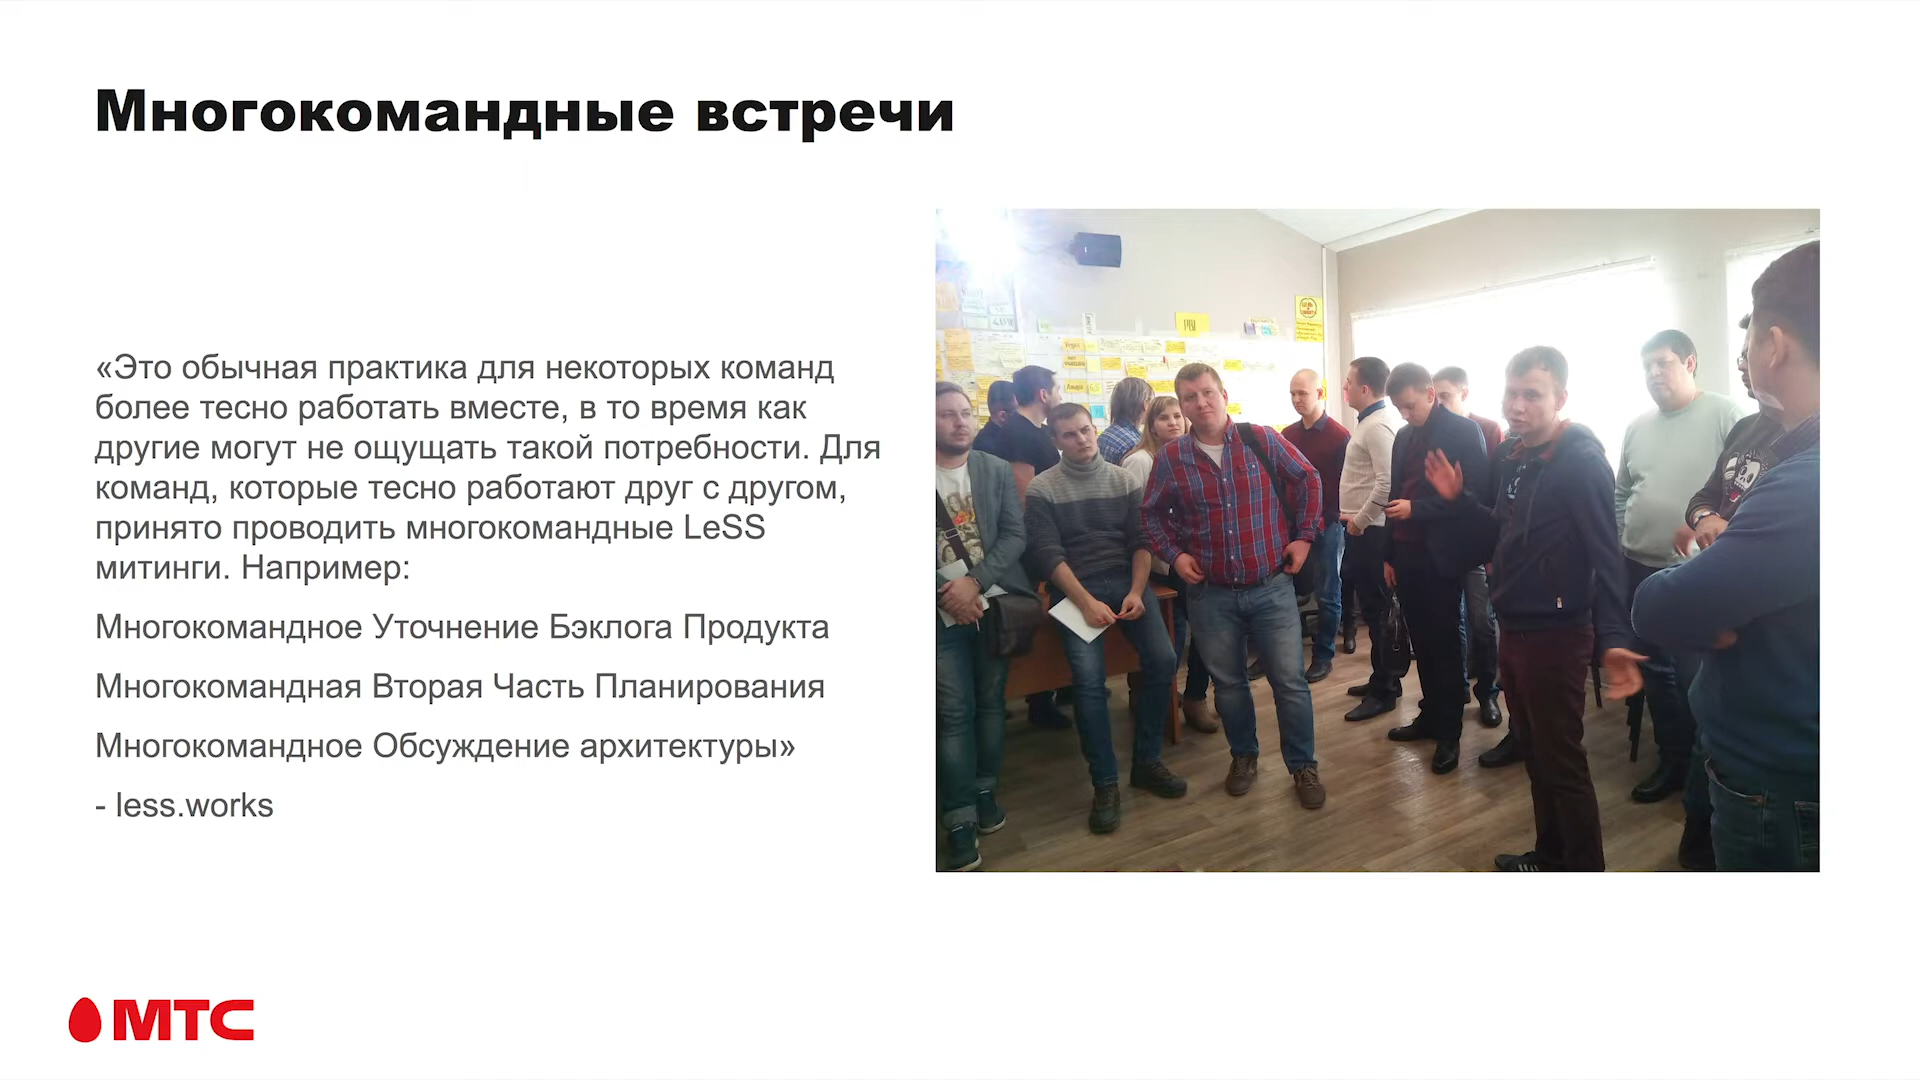 Многокомандные встречи
«Это обычная практика для некоторых команд
более тесно работать вместе, в то время как
другие могут не ощущать такой потребности. Для
команд, которые тесно работают друг с другом,
принято проводить многокомандные LeSS
митинги. Например:
Многокомандное Уточнение Бэклога Продукта
Многокомандная Вторая Часть Планирования
Многокомандное Обсуждение архитектуры»
- less.works
МТС